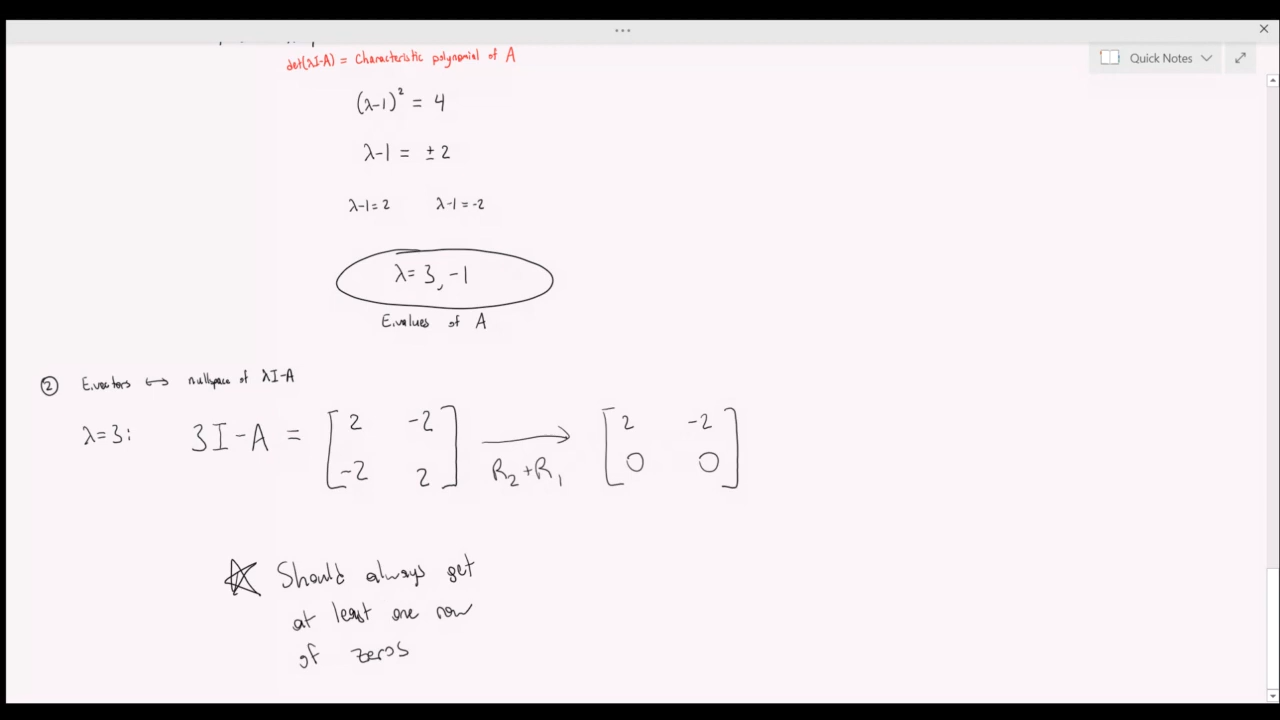 det(λI-A) = Characteristic polynomial of A
Quick Notes
(λ-1)² = 4
λ-1 = ± 2
λ-1=2 λ-1=-2
λ= 3, -1
E.values of A
② E.vectors ↔ nullspace of λI-A
λ=3: 3I-A = [2 -2; -2 2] → R₂+R₁ [2 -2; 0 0]
☆ Should always get
at least one row
of zeros